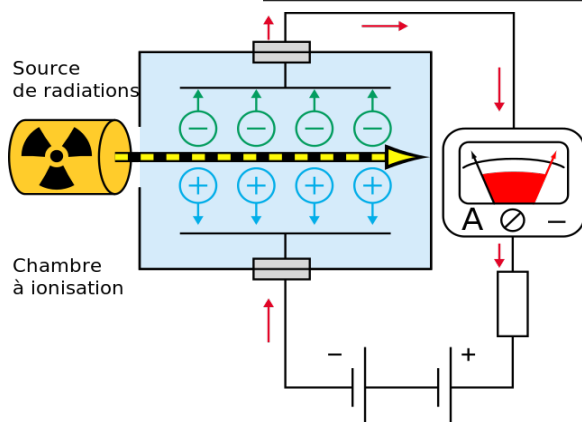 Source
de radiations
− − − −
+ + + +
A −
Chambre
à ionisation
− +